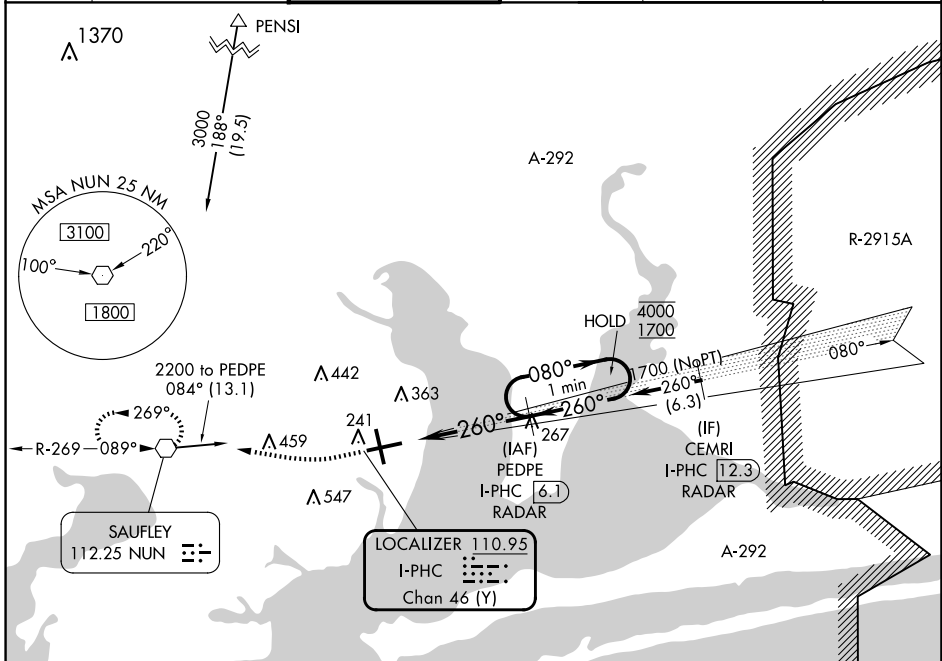 1370
PENSI
3000
188°
(19.5)
A-292
MSA NUN 25 NM
3100
220°
100°
1800
R-2915A
4000
1700
HOLD
080°
1 min
1700 (NoPT)
260°
(6.3)
080°
260°
260°
2200 to PEDPE
084° (13.1)
442
363
269°
R-269
089°
459
241
267
(IAF)
PEDPE
I-PHC 6.1
RADAR
(IF)
CEMRI
I-PHC 12.3
RADAR
547
SAUFLEY
112.25 NUN
LOCALIZER 110.95
I-PHC
Chan 46 (Y)
A-292